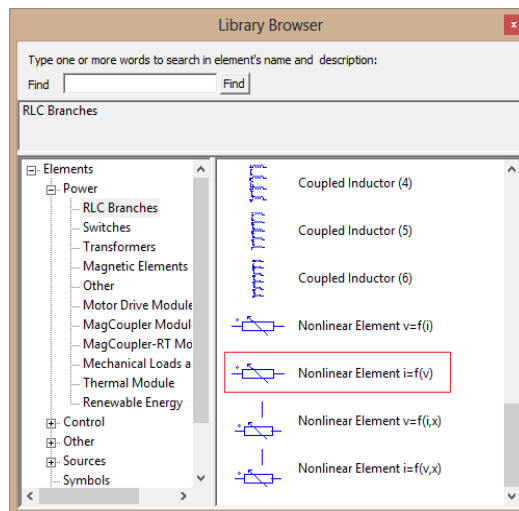 Library Browser
x
Type one or more words to search in element's name and description:
Find
Find
RLC Branches
Elements
Power
RLC Branches
Switches
Transformers
Magnetic Elements
Other
Motor Drive Module
MagCoupler Modul
MagCoupler-RT Mo
Mechanical Loads a
Thermal Module
Renewable Energy
Control
Other
Sources
Symbols
Coupled Inductor (4)
Coupled Inductor (5)
Coupled Inductor (6)
Nonlinear Element v=f(i)
Nonlinear Element i=f(v)
Nonlinear Element v=f(i,x)
Nonlinear Element i=f(v,x)